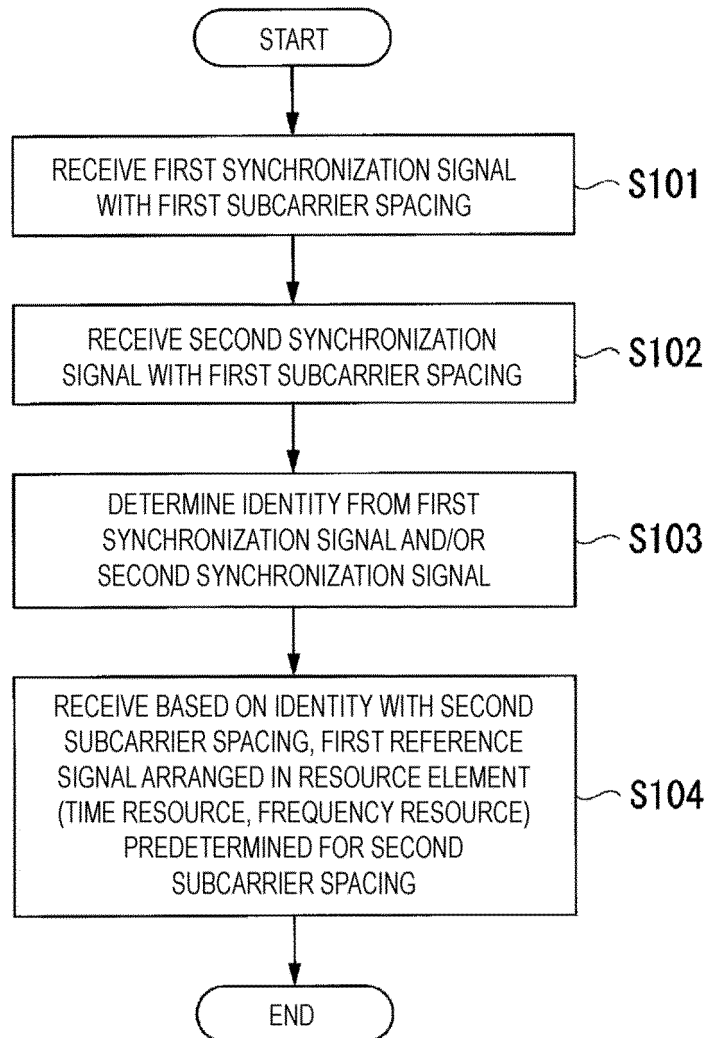 START
RECEIVE FIRST SYNCHRONIZATION SIGNAL
WITH FIRST SUBCARRIER SPACING
S101
RECEIVE SECOND SYNCHRONIZATION
SIGNAL WITH FIRST SUBCARRIER SPACING
S102
DETERMINE IDENTITY FROM FIRST
SYNCHRONIZATION SIGNAL AND/OR
SECOND SYNCHRONIZATION SIGNAL
S103
RECEIVE BASED ON IDENTITY WITH SECOND
SUBCARRIER SPACING, FIRST REFERENCE
SIGNAL ARRANGED IN RESOURCE ELEMENT
(TIME RESOURCE, FREQUENCY RESOURCE)
PREDETERMINED FOR SECOND
SUBCARRIER SPACING
S104
END